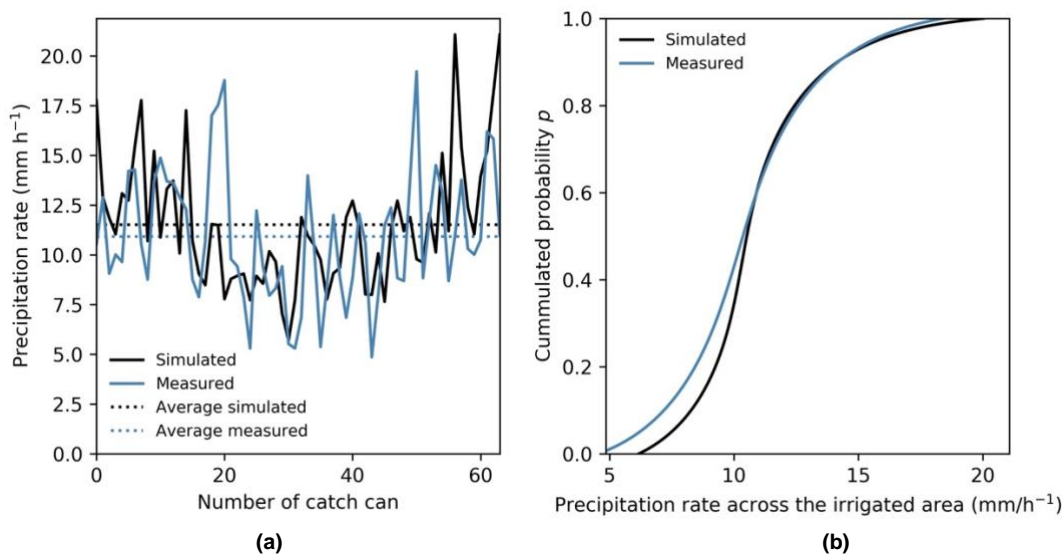 Precipitation rate (mm h⁻¹)
20.0
17.5
15.0
12.5
10.0
7.5
5.0
2.5
0.0
Simulated
Measured
Average simulated
Average measured
0 20 40 60
Number of catch can
(a)
Cummulated probability p
1.0
0.8
0.6
0.4
0.2
0.0
Simulated
Measured
5 10 15 20
Precipitation rate across the irrigated area (mm/h⁻¹)
(b)